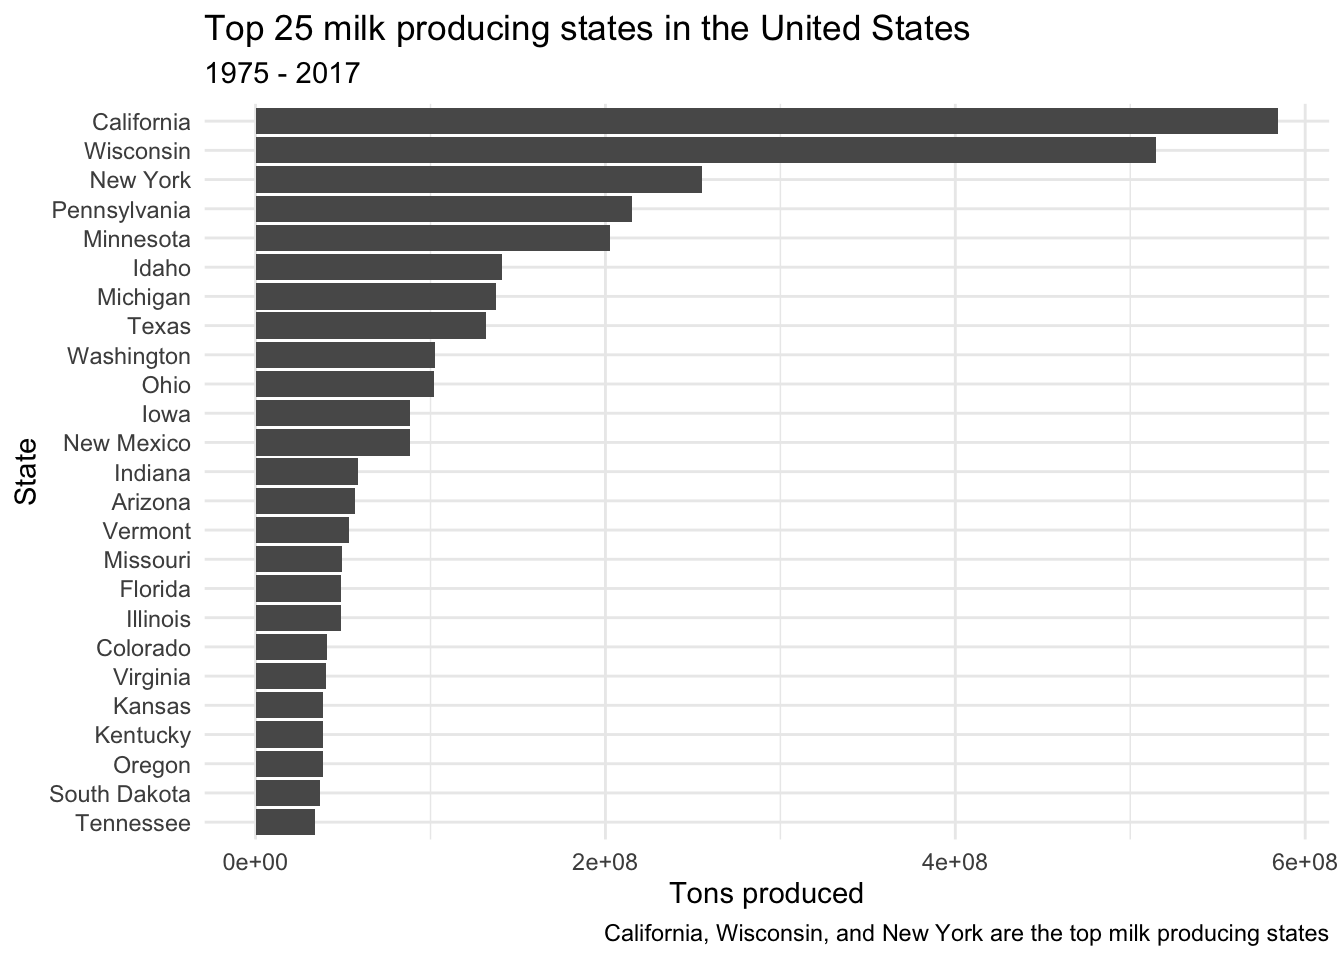 Top 25 milk producing states in the United States
1975 - 2017
State
California
Wisconsin
New York
Pennsylvania
Minnesota
Idaho
Michigan
Texas
Washington
Ohio
Iowa
New Mexico
Indiana
Arizona
Vermont
Missouri
Florida
Illinois
Colorado
Virginia
Kansas
Kentucky
Oregon
South Dakota
Tennessee
0e+00 2e+08 4e+08 6e+08
Tons produced
California, Wisconsin, and New York are the top milk producing states